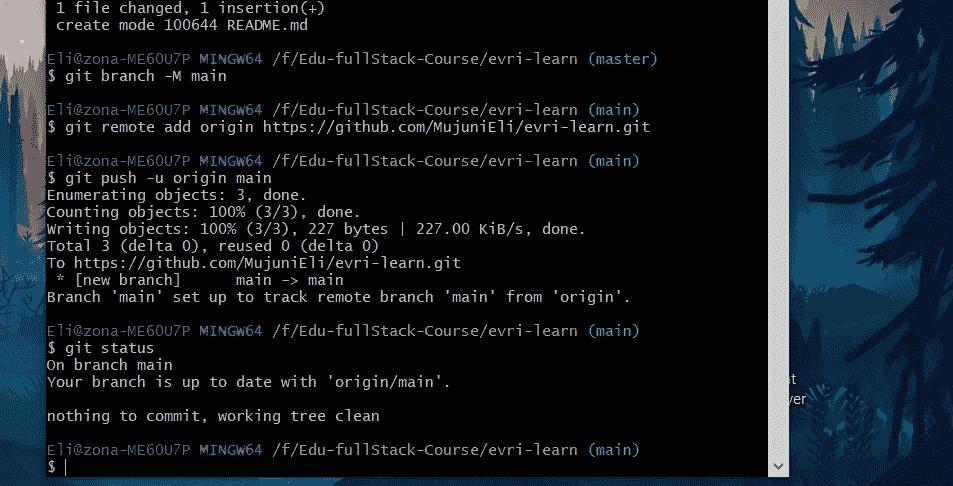 1 file changed, 1 insertion(+)
create mode 100644 README.md
Eli@zona-ME60U7P MINGW64 /f/Edu-fullStack-Course/evri-learn (master)
$ git branch -M main
Eli@zona-ME60U7P MINGW64 /f/Edu-fullStack-Course/evri-learn (main)
$ git remote add origin https://github.com/MujuniEli/evri-learn.git
Eli@zona-ME60U7P MINGW64 /f/Edu-fullStack-Course/evri-learn (main)
$ git push -u origin main
Enumerating objects: 3, done.
Counting objects: 100% (3/3), done.
Writing objects: 100% (3/3), 227 bytes | 227.00 KiB/s, done.
Total 3 (delta 0), reused 0 (delta 0)
To https://github.com/MujuniEli/evri-learn.git
* [new branch]      main -> main
Branch 'main' set up to track remote branch 'main' from 'origin'.
Eli@zona-ME60U7P MINGW64 /f/Edu-fullStack-Course/evri-learn (main)
$ git status
On branch main
Your branch is up to date with 'origin/main'.
nothing to commit, working tree clean
Eli@zona-ME60U7P MINGW64 /f/Edu-fullStack-Course/evri-learn (main)
$